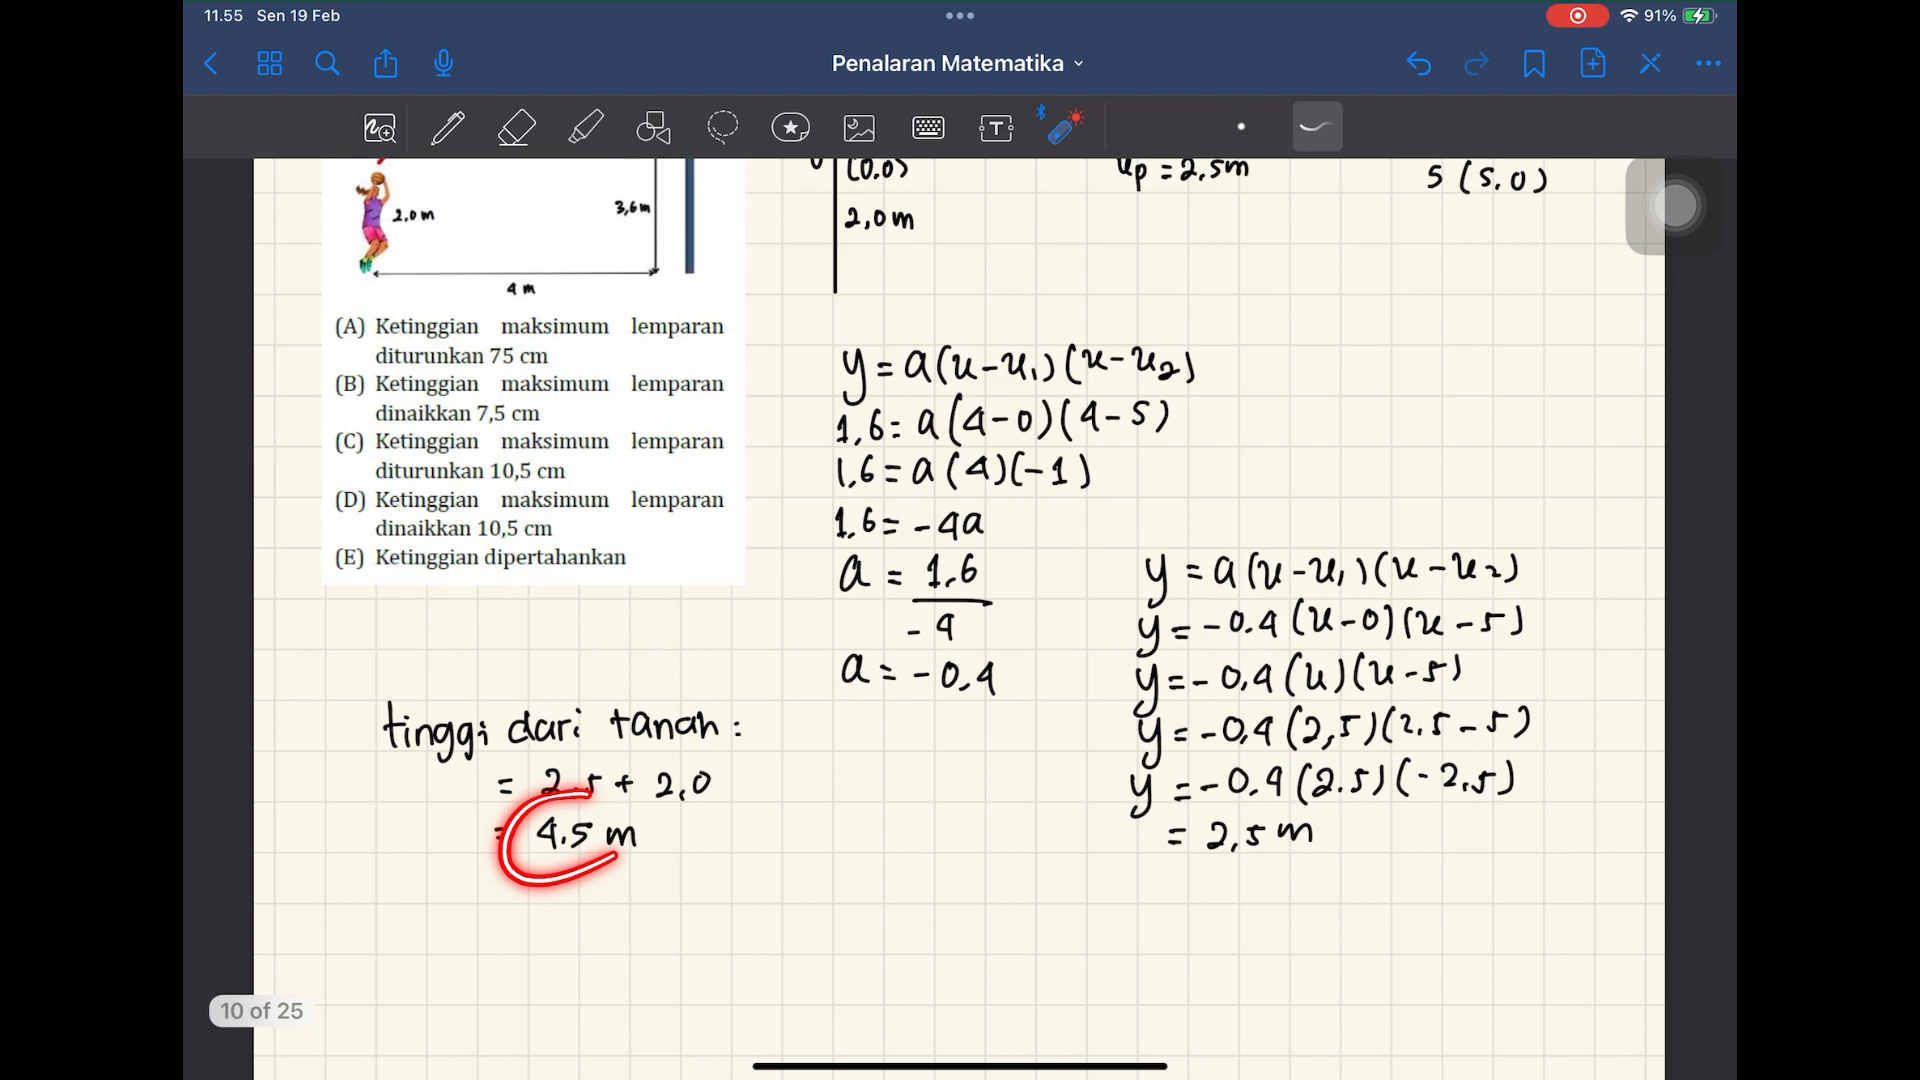 11.55 Sen 19 Feb
91%
Penalaran Matematika
T
2,0 m
3,6 m
4 m
(A) Ketinggian maksimum lemparan
diturunkan 75 cm
(B) Ketinggian maksimum lemparan
dinaikkan 7,5 cm
(C) Ketinggian maksimum lemparan
diturunkan 10,5 cm
(D) Ketinggian maksimum lemparan
dinaikkan 10,5 cm
(E) Ketinggian dipertahankan
(0.0)
2,0 m
xp = 2,5m
5 (5.0)
y = a(x-x₁)(x-x₂)
1,6 = a(4-0)(4-5)
1,6 = a(4)(-1)
1.6 = -4a
a = 1.6
-4
a = -0,4
y = a(x-x₁)(x-x₂)
y = -0.4(x-0)(x-5)
y = -0,4(x)(x-5)
y = -0,4(2,5)(2.5-5)
y = -0.4(2.5)(-2,5)
= 2,5 m
tinggi dari tanah :
= 2.5 + 2,0
= 4.5 m
10 of 25